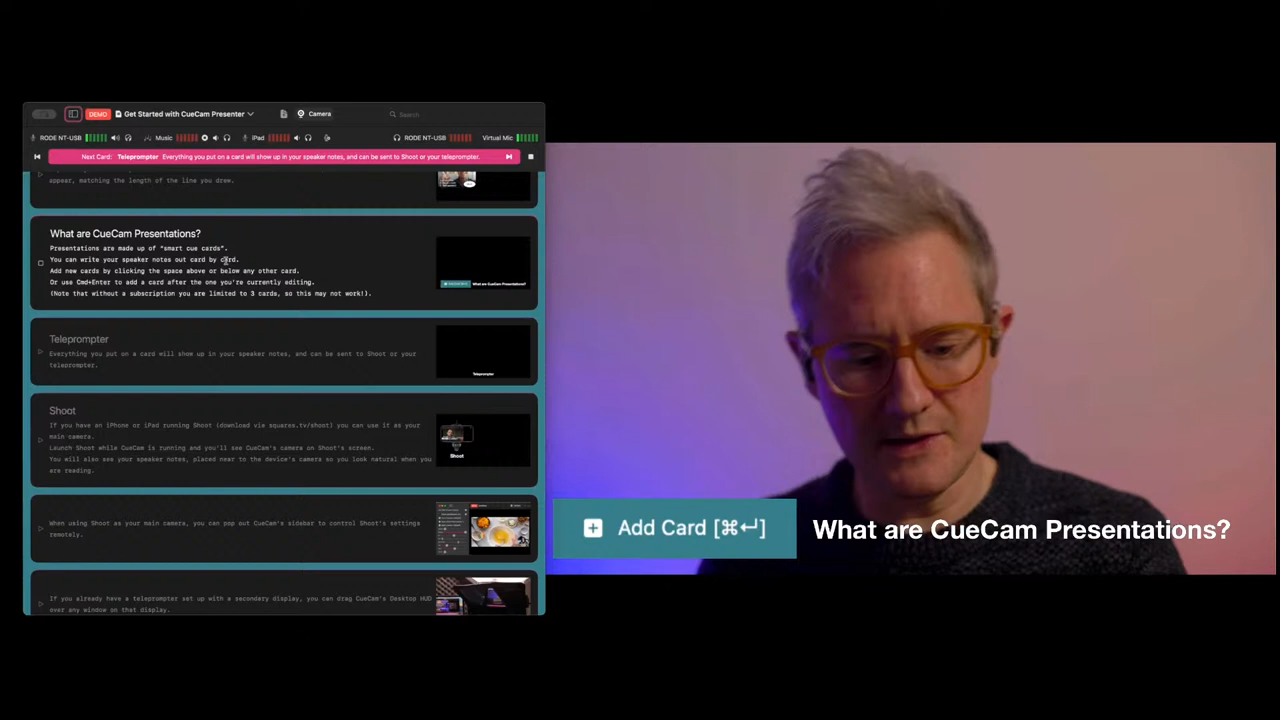 DEMO
Get Started with CueCam Presenter
Camera
Search
RODE NT-USB
Music
iPad
RODE NT-USB
Virtual Mic
Next Card: Teleprompter Everything you put on a card will show up in your speaker notes, and can be sent to Shoot or your teleprompter.
appear, matching the length of the line you drew.
What are CueCam Presentations?
Presentations are made up of "smart cue cards".
You can write your speaker notes out card by card.
Add new cards by clicking the space above or below any other card.
Or use Cmd+Enter to add a card after the one you're currently editing.
(Note that without a subscription you are limited to 3 cards, so this may not work!).
What are CueCam Presentations?
Teleprompter
Everything you put on a card will show up in your speaker notes, and can be sent to Shoot or your
teleprompter.
Teleprompter
Shoot
If you have an iPhone or iPad running Shoot (download via squares.tv/shoot) you can use it as your
main camera.
Launch Shoot while CueCam is running and you'll see CueCam's camera on Shoot's screen.
You will also see your speaker notes, placed near to the device's camera so you look natural when you
are reading.
Shoot
When using Shoot as your main camera, you can pop out CueCam's sidebar to control Shoot's settings
remotely.
If you already have a teleprompter set up with a secondary display, you can drag CueCam's Desktop HUD
over any window on that display.
Add Card [⌘↵]
What are CueCam Presentations?